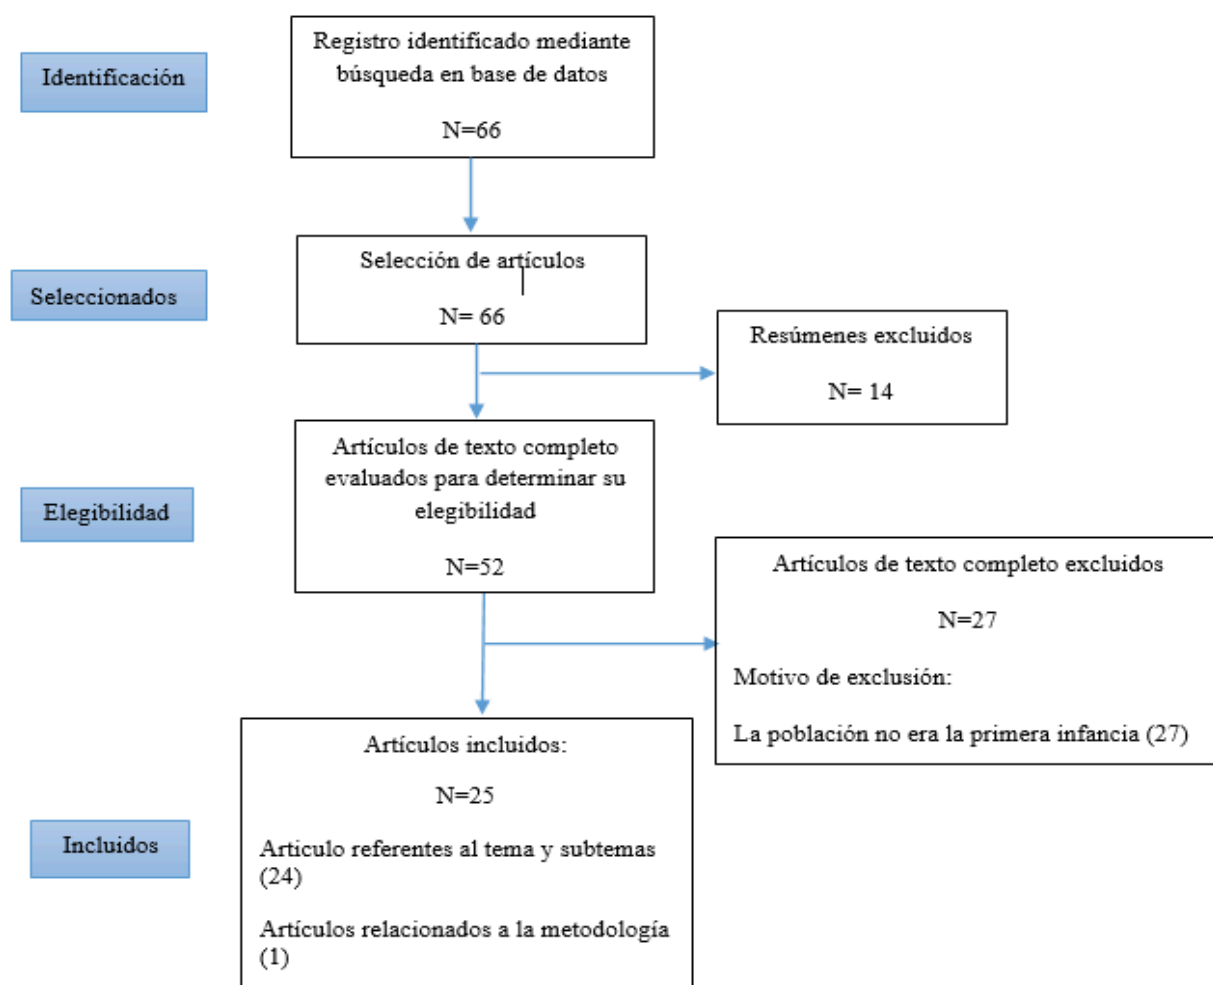 Identificación
Registro identificado mediante
búsqueda en base de datos
N=66
Seleccionados
Selección de artículos
N= 66
Resúmenes excluidos
N= 14
Elegibilidad
Artículos de texto completo
evaluados para determinar su
elegibilidad
N=52
Artículos de texto completo excluidos
N=27
Motivo de exclusión:
La población no era la primera infancia (27)
Incluidos
Artículos incluidos:
N=25
Articulo referentes al tema y subtemas
(24)
Artículos relacionados a la metodología
(1)